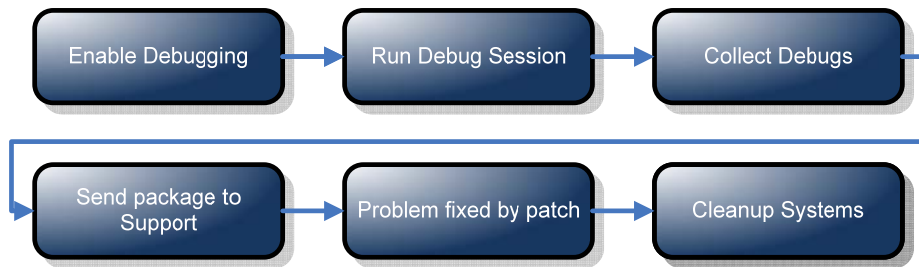 Enable Debugging
Run Debug Session
Collect Debugs
Send package to
Support
Problem fixed by patch
Cleanup Systems